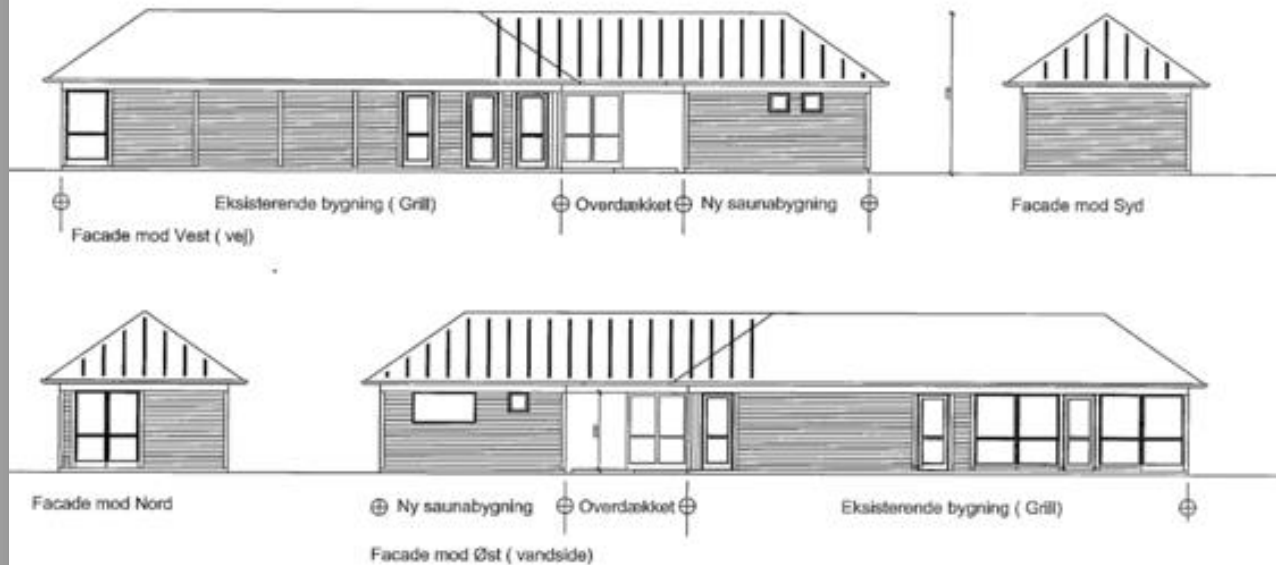 Eksisterende bygning ( Grill)
Overdækket
Ny saunabygning
Facade mod Syd
Facade mod Vest ( vej)
Facade mod Nord
Ny saunabygning
Overdækket
Eksisterende bygning ( Grill)
Facade mod Øst ( vandside)